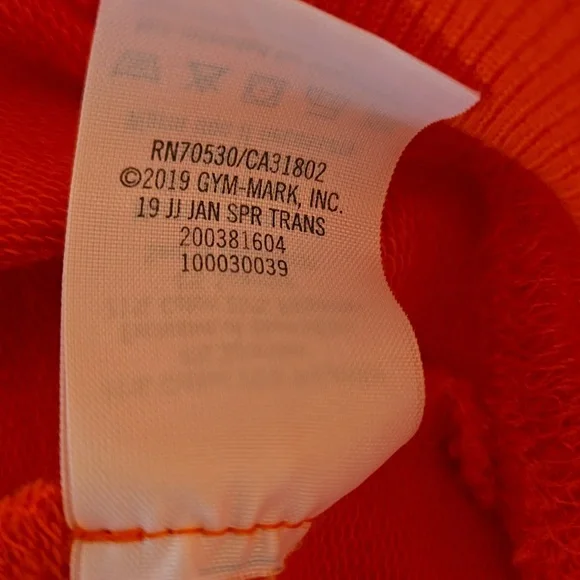 RN70530/CA31802
©2019 GYM-MARK, INC.
19 JJ JAN SPR TRANS
200381604
100030039